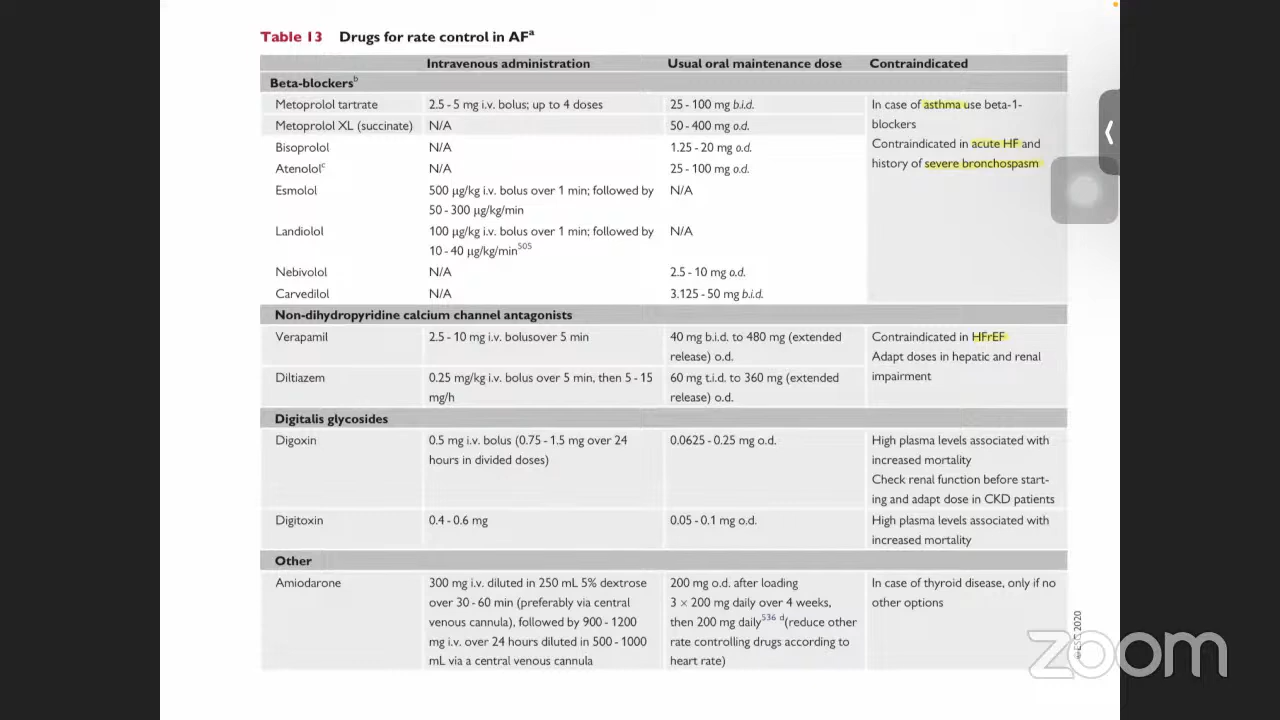 Table 13 Drugs for rate control in AFa
Intravenous administration Usual oral maintenance dose Contraindicated
Beta-blockersb
Metoprolol tartrate 2.5 - 5 mg i.v. bolus; up to 4 doses 25 - 100 mg b.i.d. In case of asthma use beta-1-
blockers
Metoprolol XL (succinate) N/A 50 - 400 mg o.d.
Contraindicated in acute HF and
history of severe bronchospasm
Bisoprolol N/A 1.25 - 20 mg o.d.
Atenololc N/A 25 - 100 mg o.d.
Esmolol 500 µg/kg i.v. bolus over 1 min; followed by N/A
50 - 300 µg/kg/min
Landiolol 100 µg/kg i.v. bolus over 1 min; followed by N/A
10 - 40 µg/kg/min505
Nebivolol N/A 2.5 - 10 mg o.d.
Carvedilol N/A 3.125 - 50 mg b.i.d.
Non-dihydropyridine calcium channel antagonists
Verapamil 2.5 - 10 mg i.v. bolusover 5 min 40 mg b.i.d. to 480 mg (extended Contraindicated in HFrEF
release) o.d. Adapt doses in hepatic and renal
impairment
Diltiazem 0.25 mg/kg i.v. bolus over 5 min, then 5 - 15 60 mg t.i.d. to 360 mg (extended
mg/h release) o.d.
Digitalis glycosides
Digoxin 0.5 mg i.v. bolus (0.75 - 1.5 mg over 24 0.0625 - 0.25 mg o.d. High plasma levels associated with
hours in divided doses) increased mortality
Check renal function before start-
ing and adapt dose in CKD patients
Digitoxin 0.4 - 0.6 mg 0.05 - 0.1 mg o.d. High plasma levels associated with
increased mortality
Other
Amiodarone 300 mg i.v. diluted in 250 mL 5% dextrose 200 mg o.d. after loading In case of thyroid disease, only if no
over 30 - 60 min (preferably via central 3 × 200 mg daily over 4 weeks, other options
venous cannula), followed by 900 - 1200 then 200 mg daily536 d(reduce other
mg i.v. over 24 hours diluted in 500 - 1000 rate controlling drugs according to
mL via a central venous cannula heart rate)
©ESC 2020
zoom